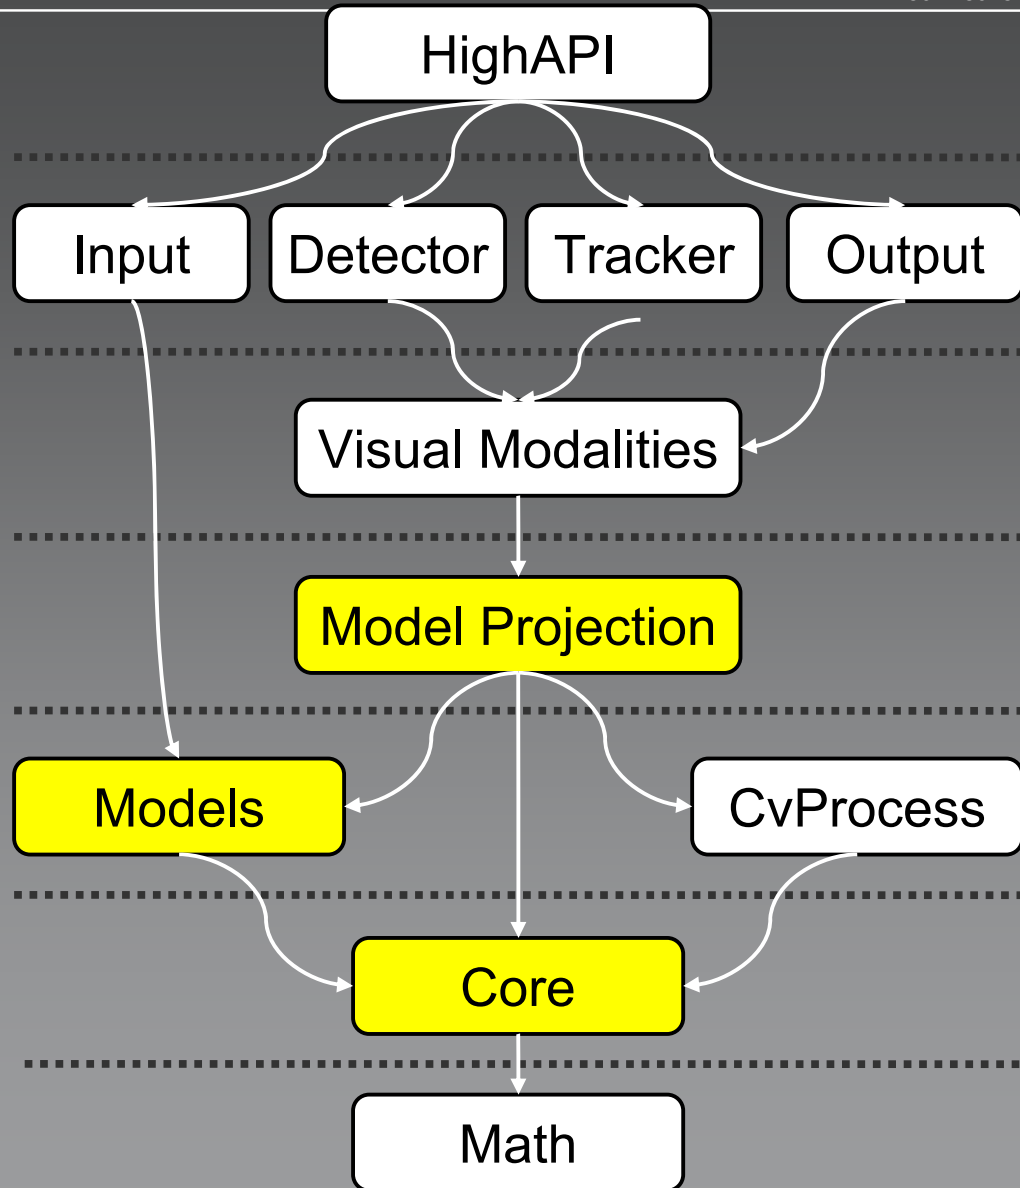 HighAPI
Input
Detector
Tracker
Output
Visual Modalities
Model Projection
Models
CvProcess
Core
Math